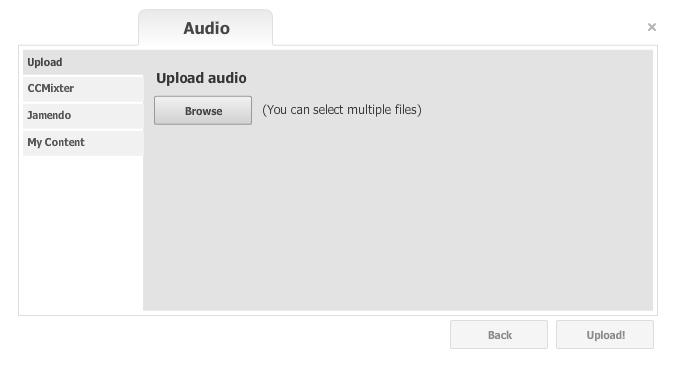 Audio
×
Upload
CCMixter
Jamendo
My Content
Upload audio
Browse (You can select multiple files)
Back Upload!